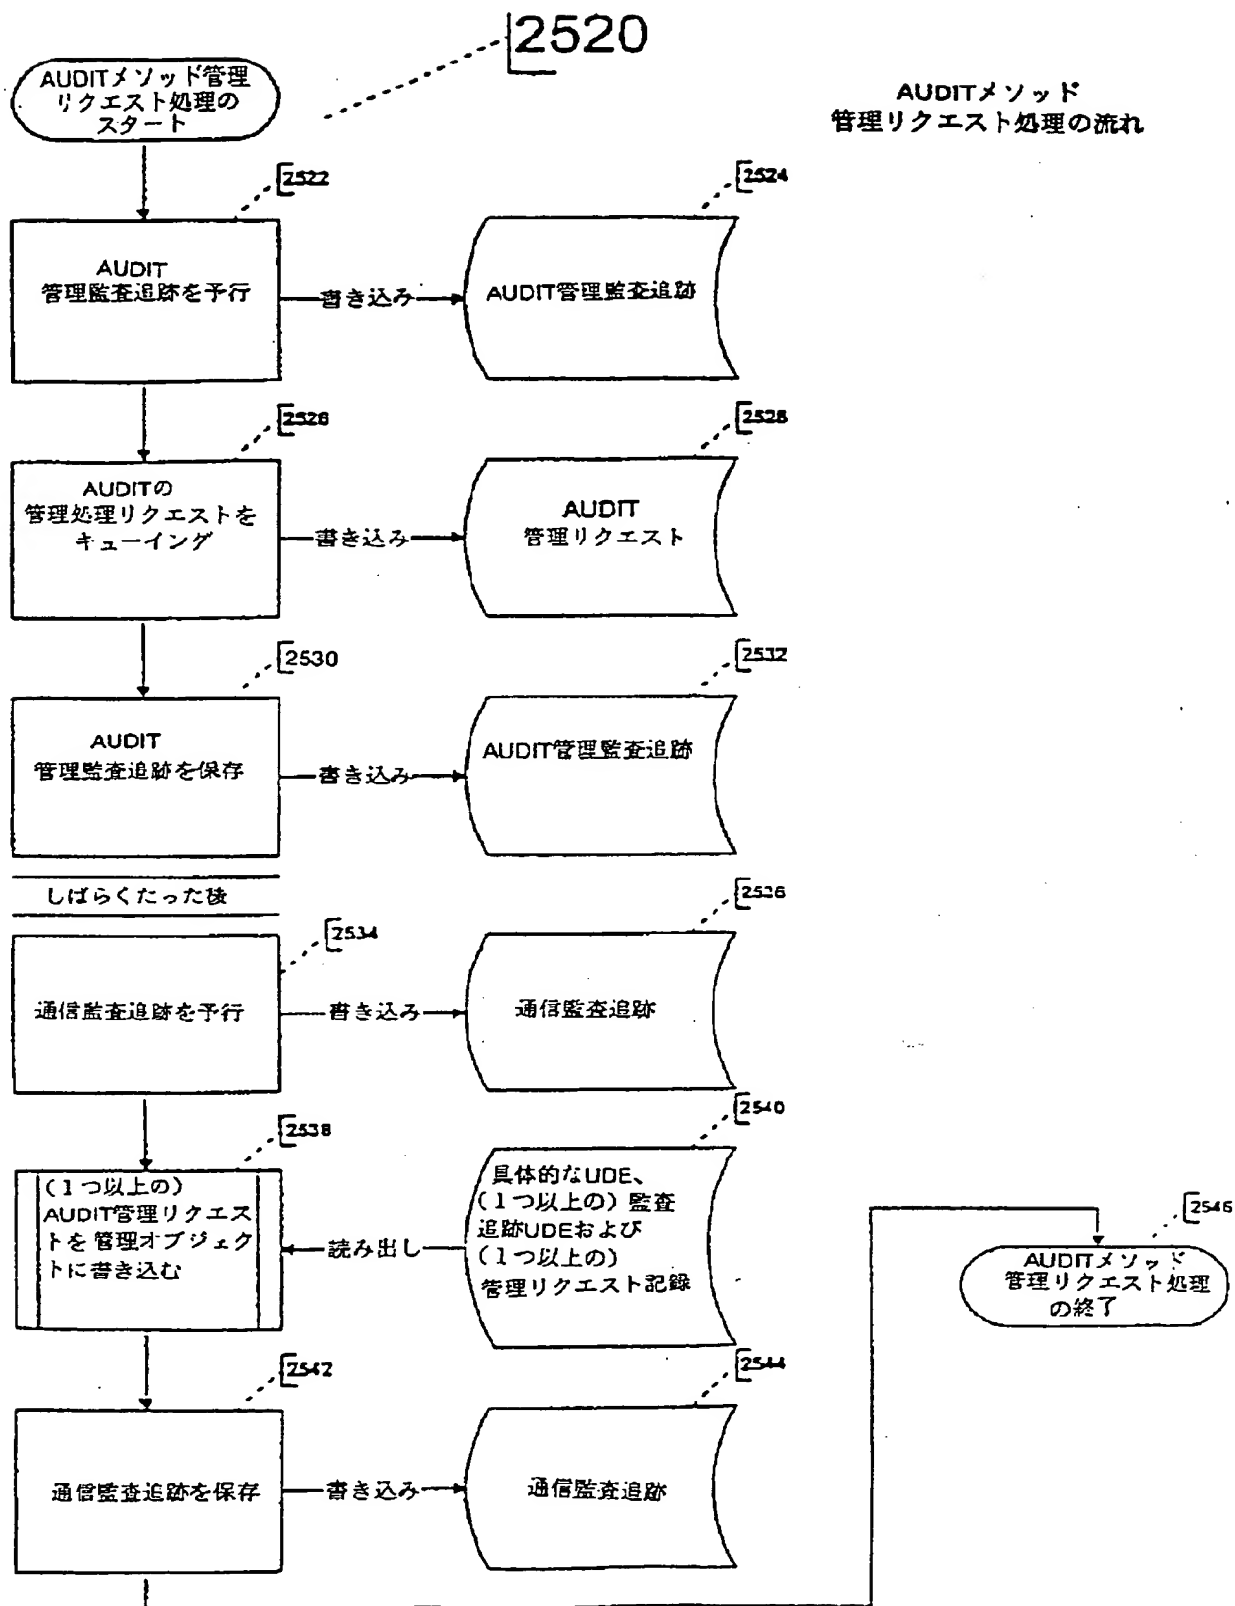 2520
AUDITメソッド管理
リクエスト処理の
スタート
AUDITメソッド
管理リクエスト処理の流れ
2522
2524
AUDIT
管理監査追跡を予行
書き込み
AUDIT管理監査追跡
2526
2528
AUDITの
管理処理リクエストを
キューイング
書き込み
AUDIT
管理リクエスト
2530
2532
AUDIT
管理監査追跡を保存
書き込み
AUDIT管理監査追跡
しばらくたった後
2534
2536
通信監査追跡を予行
書き込み
通信監査追跡
2538
2540
(1つ以上の)
AUDIT管理リクエス
トを管理オブジェク
トに書き込む
読み出し
具体的なUDE、
(1つ以上の)監査
追跡UDEおよび
(1つ以上の)
管理リクエスト記録
2546
AUDITメソッド
管理リクエスト処理
の終了
2542
2544
通信監査追跡を保存
書き込み
通信監査追跡